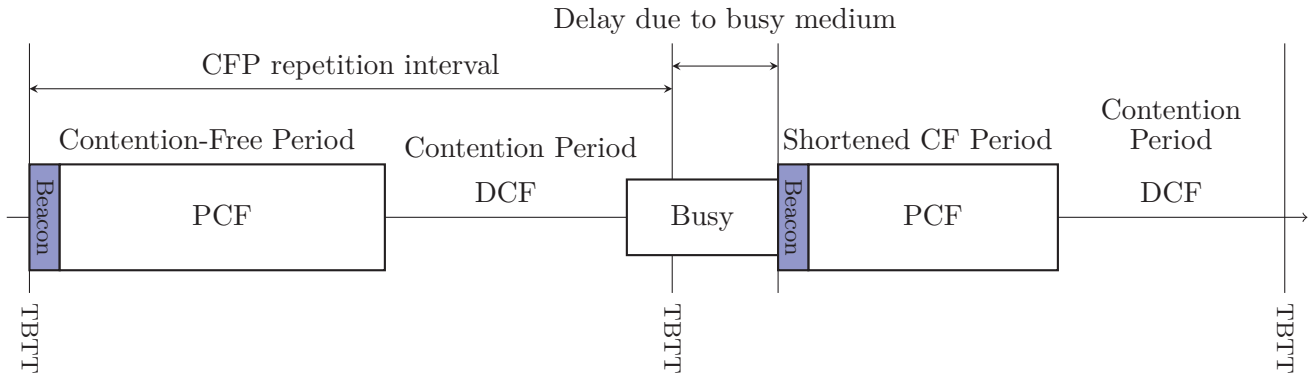 Delay due to busy medium
CFP repetition interval
Contention-Free Period
Contention Period
Shortened CF Period
Contention
Period
Beacon
PCF
DCF
Busy
Beacon
PCF
DCF
TBTT
TBTT
TBTT